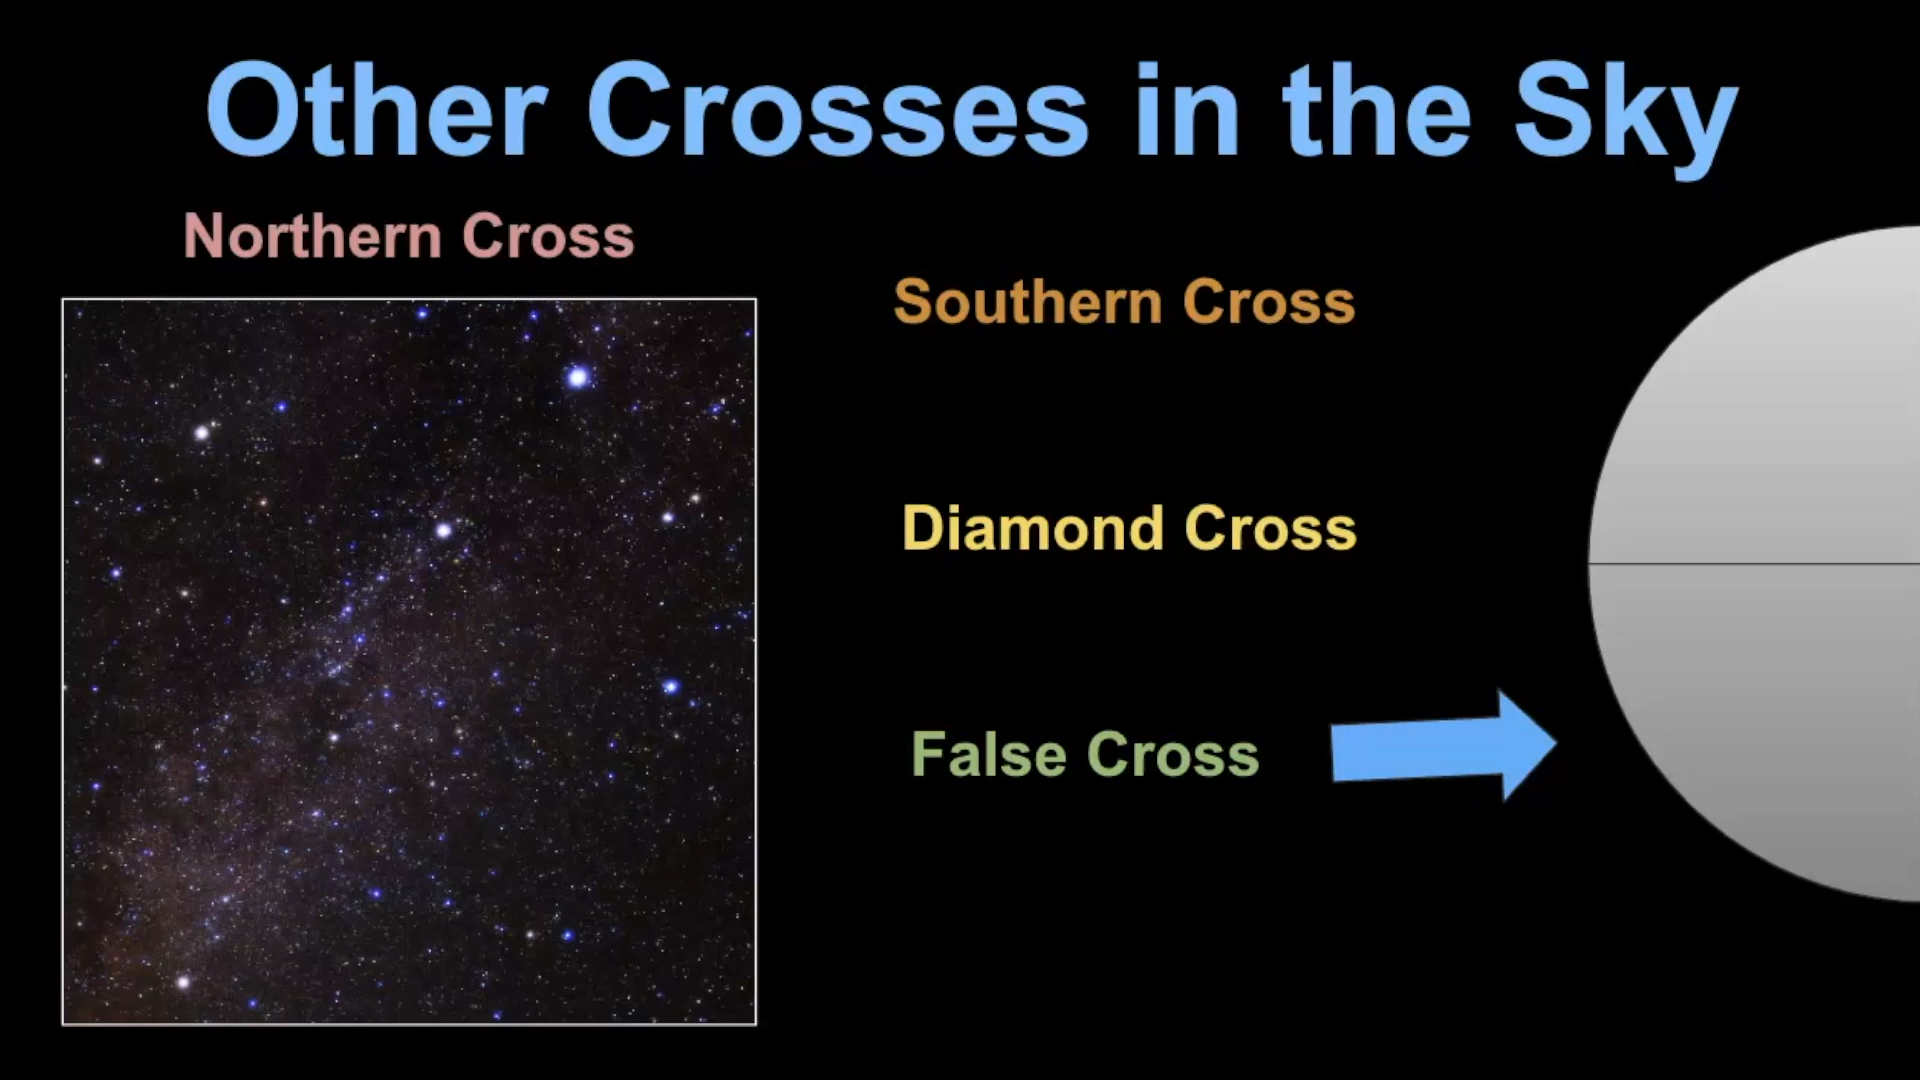 Other Crosses in the Sky
Northern Cross
Southern Cross
Diamond Cross
False Cross